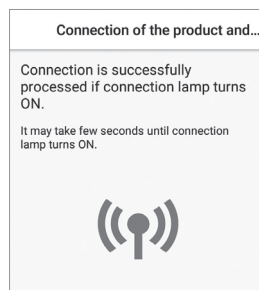 Connection of the product and...
Connection is successfully
processed if connection lamp turns
ON.
It may take few seconds until connection
lamp turns ON.